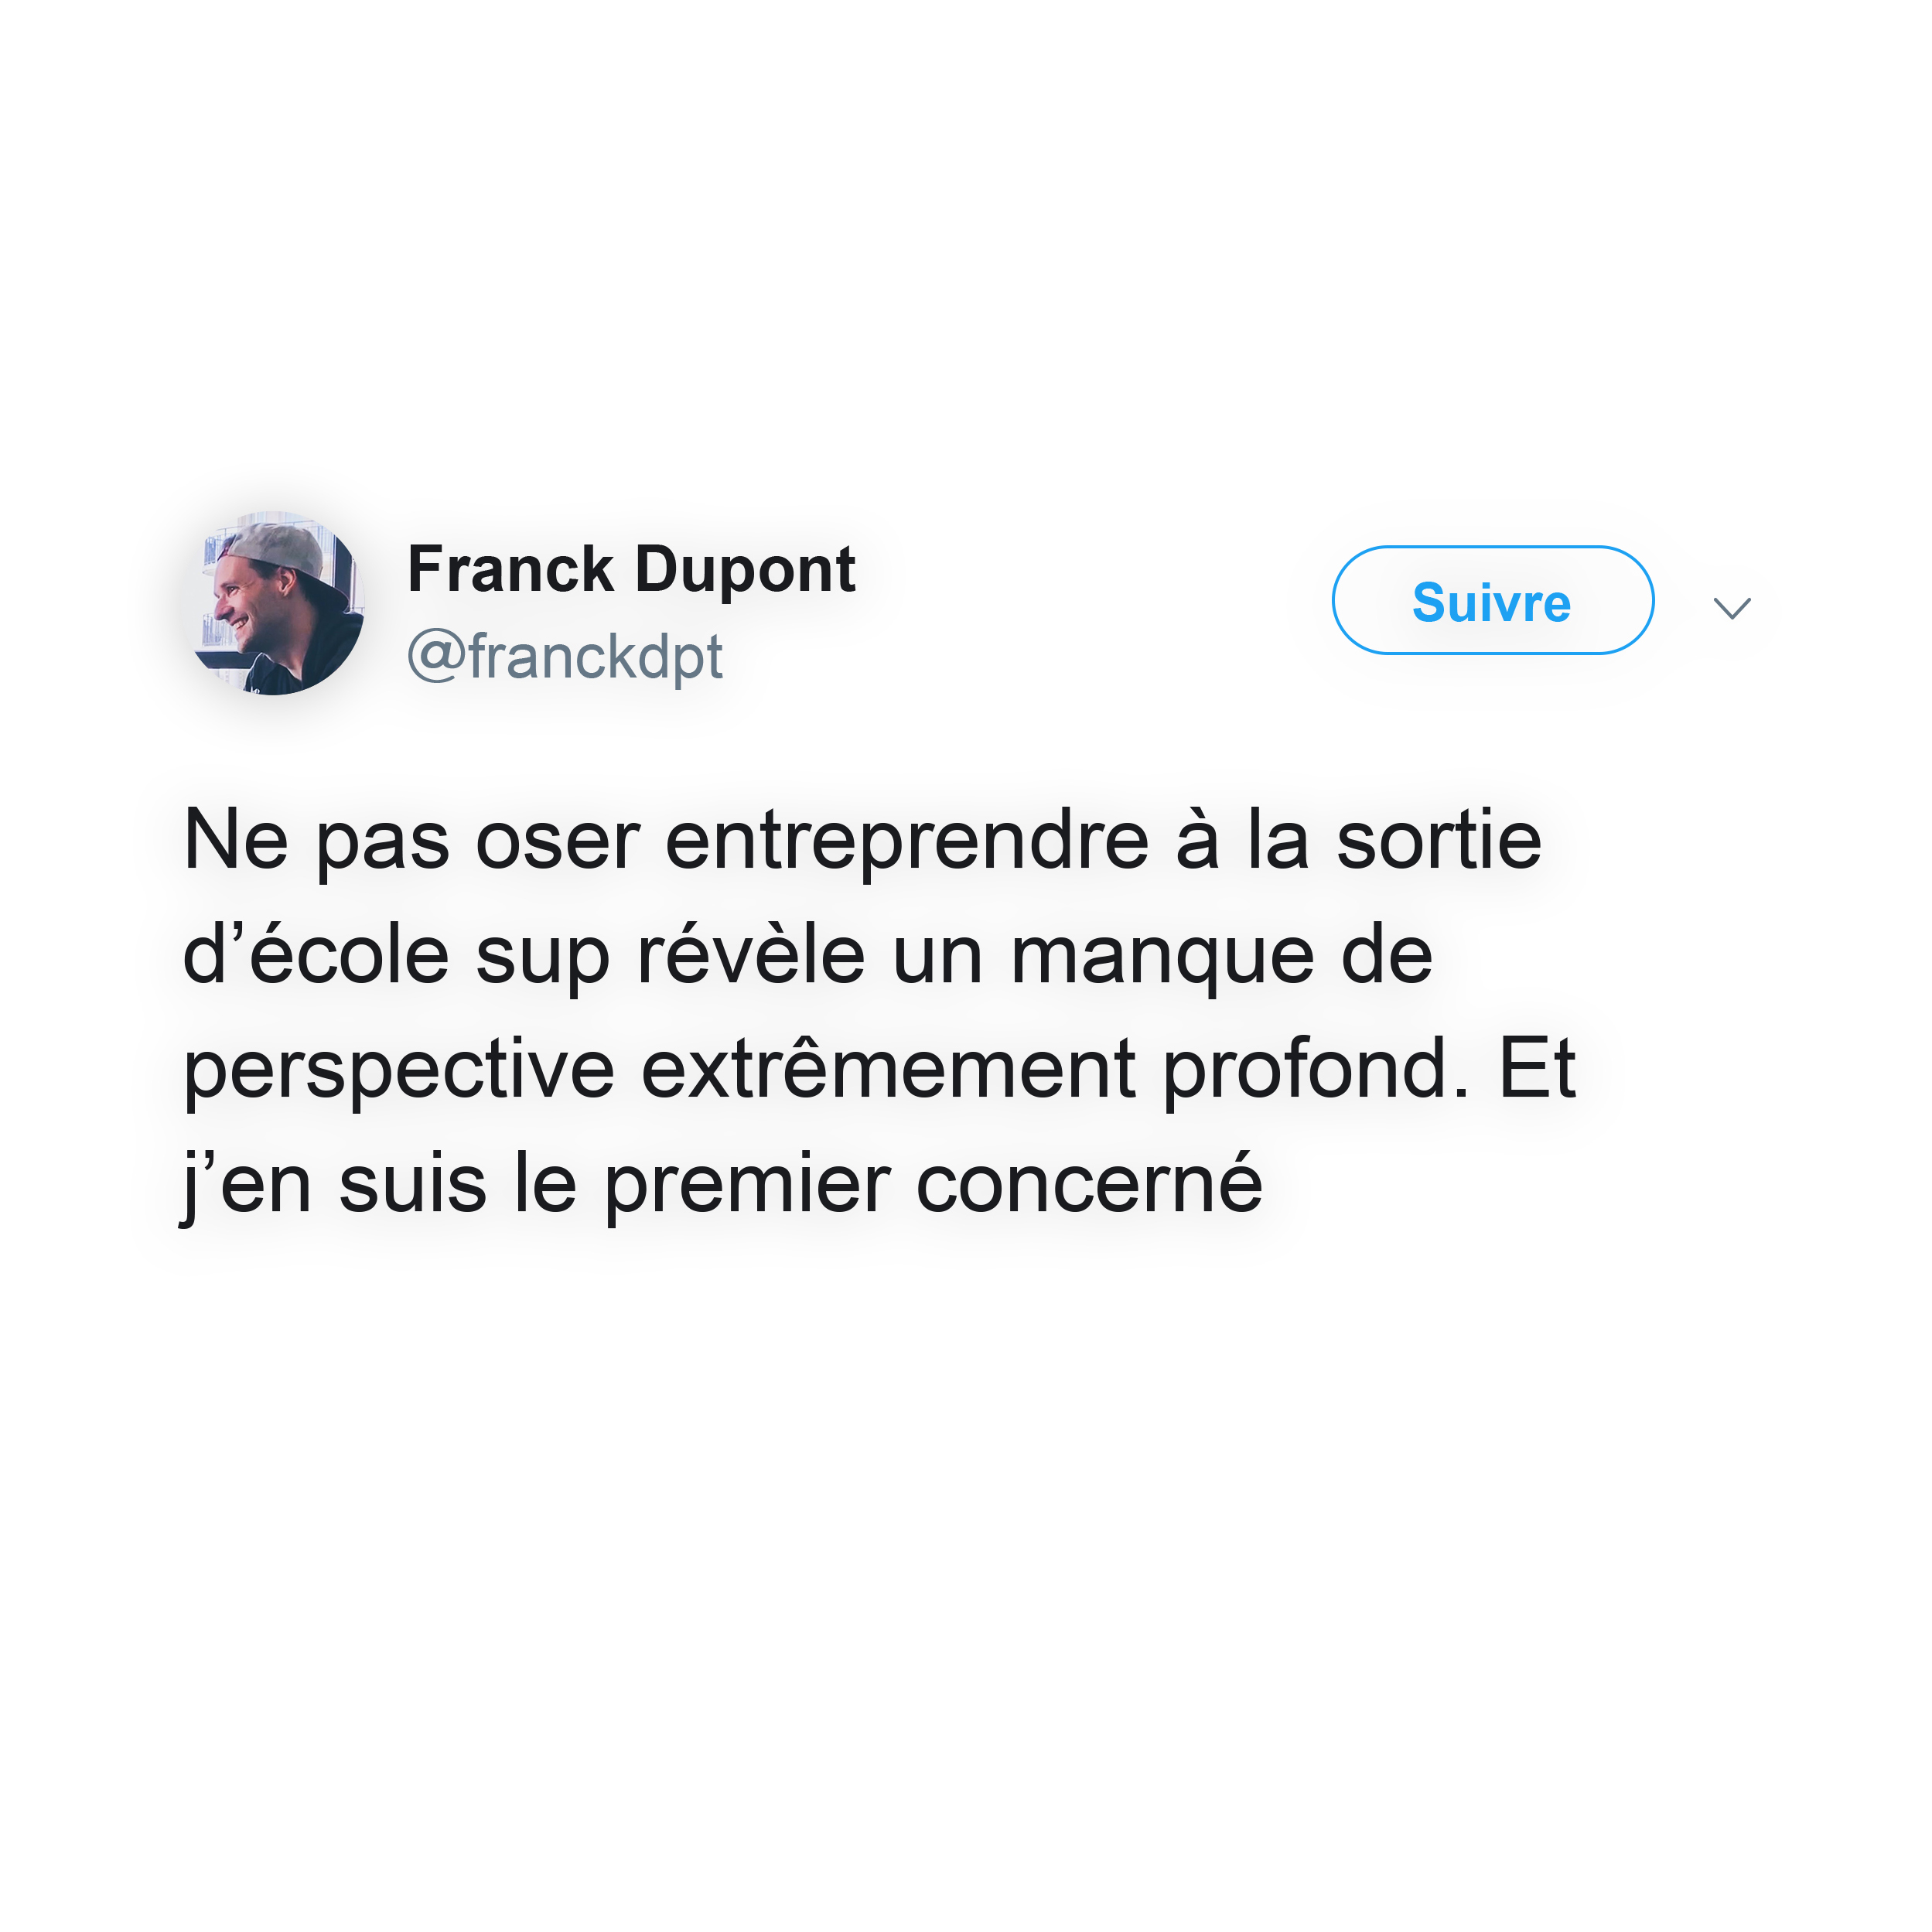 Franck Dupont
@franckdpt
Suivre
Ne pas oser entreprendre à la sortie
d’école sup révèle un manque de
perspective extrêmement profond. Et
j’en suis le premier concerné